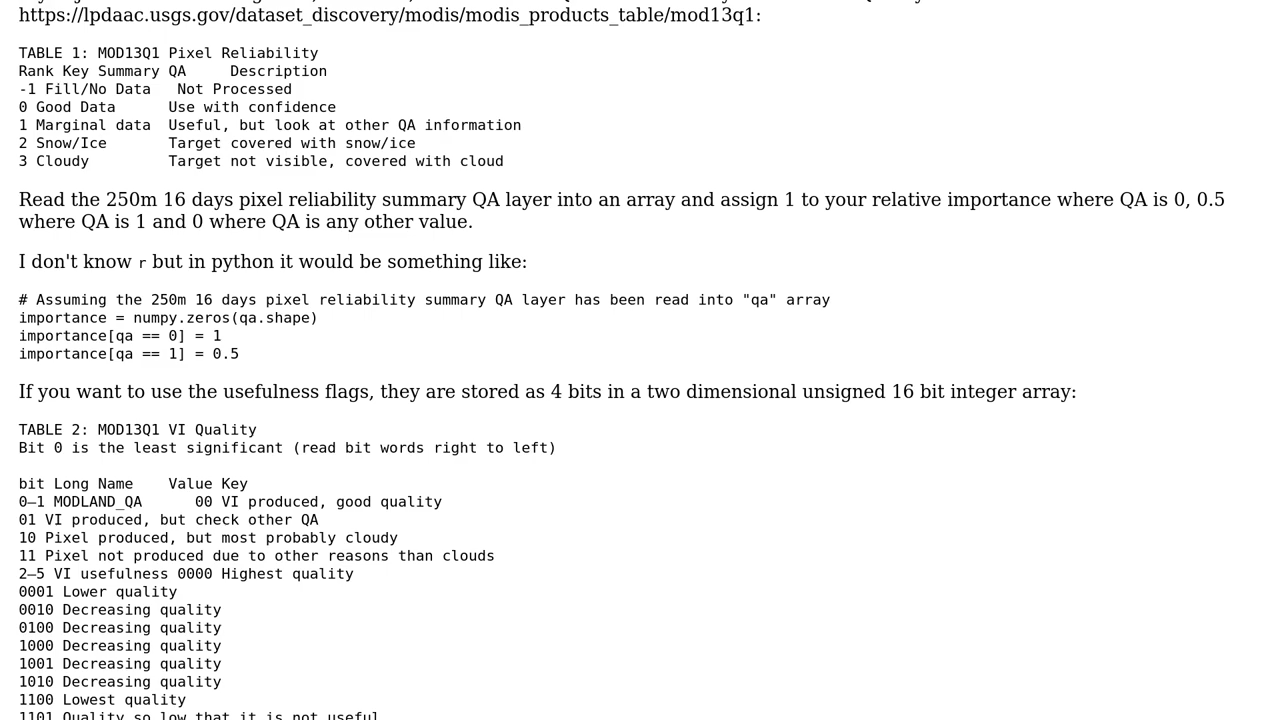 https://lpdaac.usgs.gov/dataset_discovery/modis/modis_products_table/mod13q1:
TABLE 1: MOD13Q1 Pixel Reliability
Rank Key Summary QA     Description
-1 Fill/No Data   Not Processed
0 Good Data      Use with confidence
1 Marginal data  Useful, but look at other QA information
2 Snow/Ice       Target covered with snow/ice
3 Cloudy         Target not visible, covered with cloud
Read the 250m 16 days pixel reliability summary QA layer into an array and assign 1 to your relative importance where QA is 0, 0.5
where QA is 1 and 0 where QA is any other value.
I don't know r but in python it would be something like:
# Assuming the 250m 16 days pixel reliability summary QA layer has been read into "qa" array
importance = numpy.zeros(qa.shape)
importance[qa == 0] = 1
importance[qa == 1] = 0.5
If you want to use the usefulness flags, they are stored as 4 bits in a two dimensional unsigned 16 bit integer array:
TABLE 2: MOD13Q1 VI Quality
Bit 0 is the least significant (read bit words right to left)
bit Long Name    Value Key
0–1 MODLAND_QA      00 VI produced, good quality
01 VI produced, but check other QA
10 Pixel produced, but most probably cloudy
11 Pixel not produced due to other reasons than clouds
2–5 VI usefulness 0000 Highest quality
0001 Lower quality
0010 Decreasing quality
0100 Decreasing quality
1000 Decreasing quality
1001 Decreasing quality
1010 Decreasing quality
1100 Lowest quality
1101 Quality so low that it is not useful